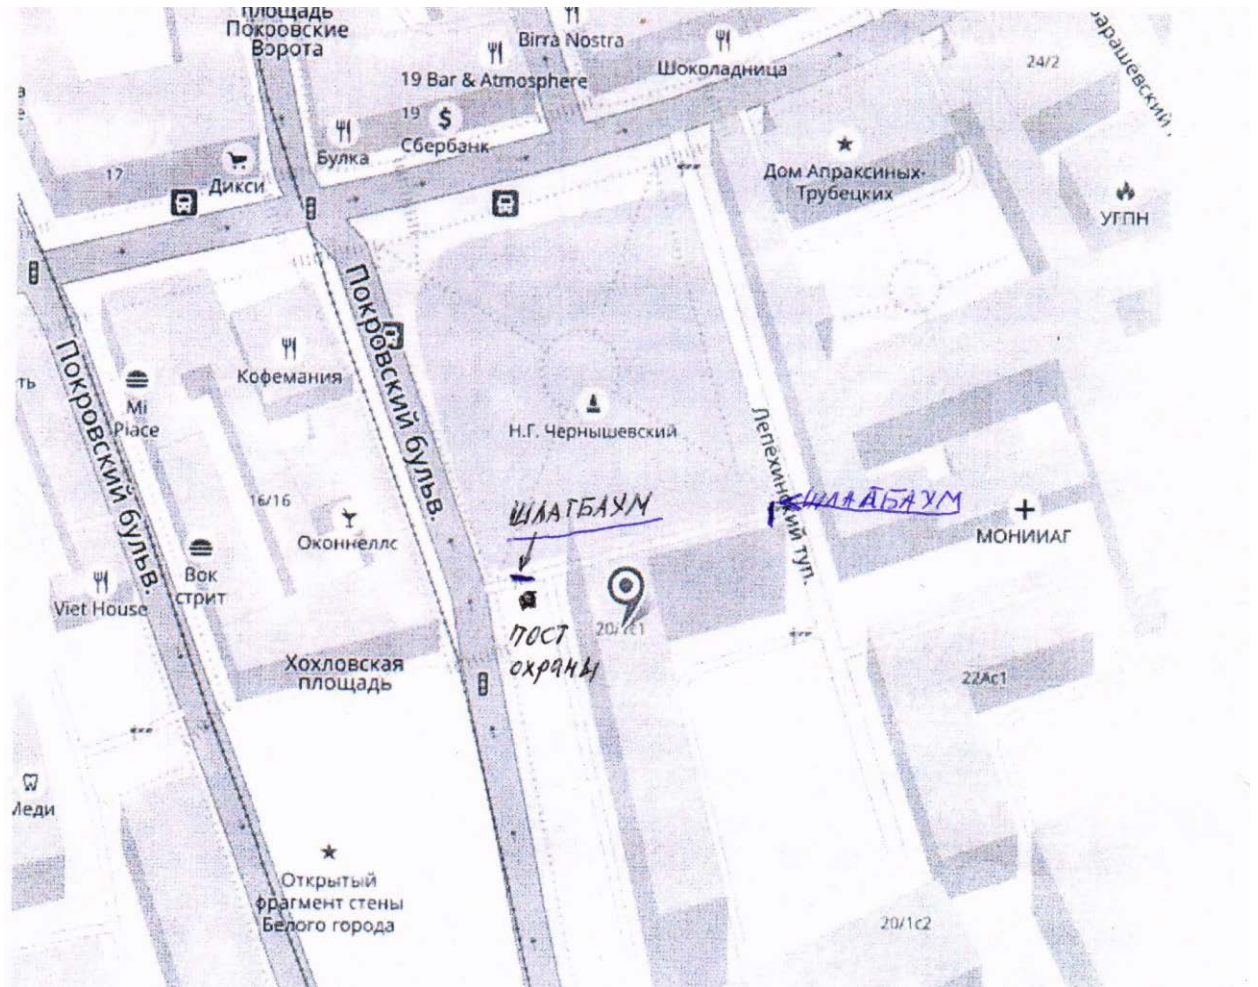 площадь
Покровские
Ворота
Birra Nostra
19 Bar & Atmosphere
Шоколадница
24/2
19
Сбербанк
Булка
17
Дикси
Дом Апраксиных-
Трубецких
УГПН
Покровский бульв.
Покровский бульв.
Кофемания
Mi
Piace
Н.Г. Чернышевский
Лепёхинский туп.
16/16
ШЛАГБАУМ
ШЛАГБАУМ
МОНИИАГ
Оконнеллс
Вок
стрит
Viet House
20/1с1
ПОСТ
ОХРАНЫ
Хохловская
площадь
22Ас1
Меди
Открытый
фрагмент стены
Белого города
20/1с2